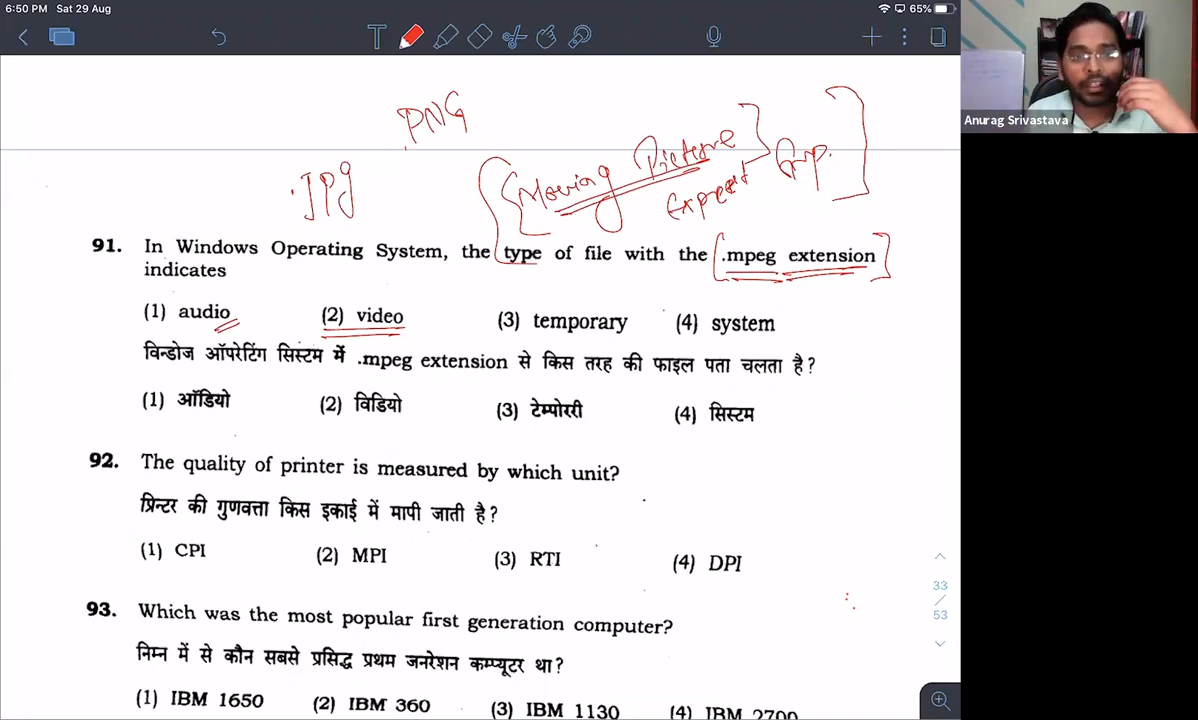 6:50 PM Sat 29 Aug
65%
Anurag Srivastava
.PNG
.JPG
Moving Picture
Expert Grp.
91. In Windows Operating System, the type of file with the .mpeg extension
indicates
(1) audio (2) video (3) temporary (4) system
विन्डोज ऑपरेटिंग सिस्टम में .mpeg extension से किस तरह की फाइल पता चलता है?
(1) ऑडियो (2) विडियो (3) टेम्पोररी (4) सिस्टम
92. The quality of printer is measured by which unit?
प्रिन्टर की गुणवत्ता किस इकाई में मापी जाती है?
(1) CPI (2) MPI (3) RTI (4) DPI
33
/
53
93. Which was the most popular first generation computer?
निम्न में से कौन सबसे प्रसिद्ध प्रथम जनरेशन कम्प्यूटर था?
(1) IBM 1650 (2) IBM 360 (3) IBM 1130 (4) IBM 2700